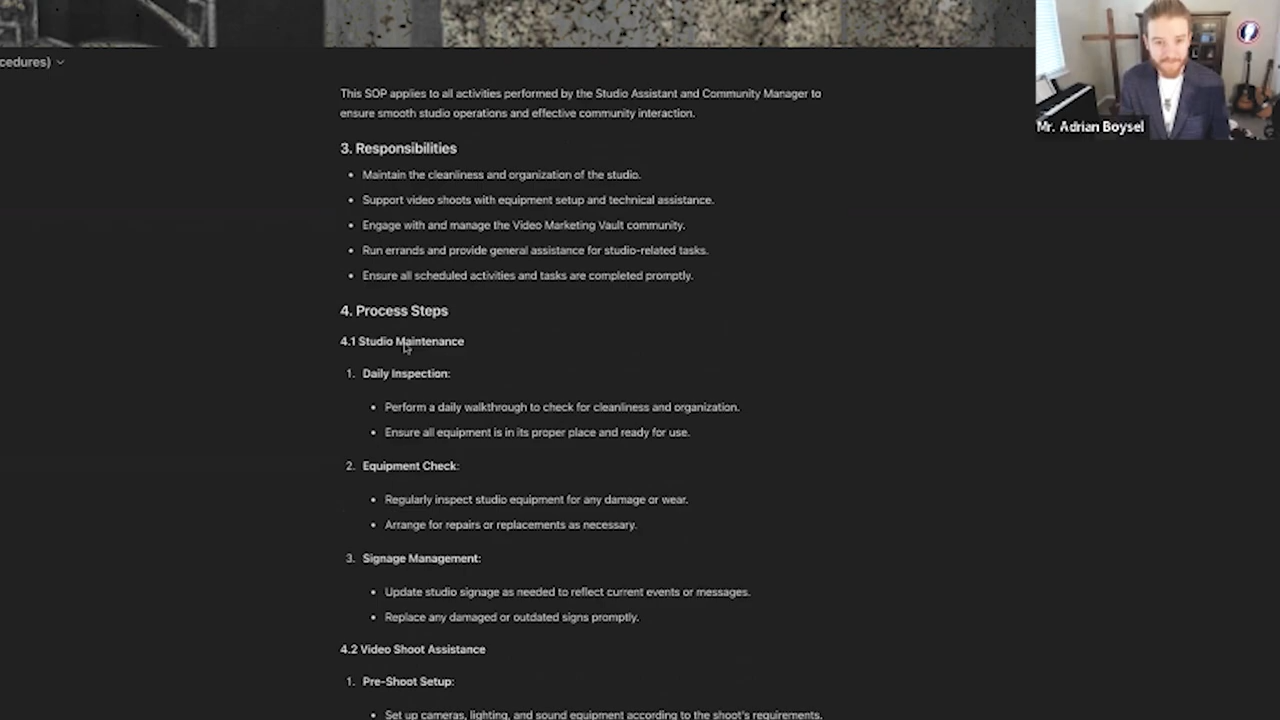 cedures)
This SOP applies to all activities performed by the Studio Assistant and Community Manager to
ensure smooth studio operations and effective community interaction.
Mr. Adrian Boysel
3. Responsibilities
• Maintain the cleanliness and organization of the studio.
• Support video shoots with equipment setup and technical assistance.
• Engage with and manage the Video Marketing Vault community.
• Run errands and provide general assistance for studio-related tasks.
• Ensure all scheduled activities and tasks are completed promptly.
4. Process Steps
4.1 Studio Maintenance
1. Daily Inspection:
• Perform a daily walkthrough to check for cleanliness and organization.
• Ensure all equipment is in its proper place and ready for use.
2. Equipment Check:
• Regularly inspect studio equipment for any damage or wear.
• Arrange for repairs or replacements as necessary.
3. Signage Management:
• Update studio signage as needed to reflect current events or messages.
• Replace any damaged or outdated signs promptly.
4.2 Video Shoot Assistance
1. Pre-Shoot Setup:
• Set up cameras, lighting, and sound equipment according to the shoot's requirements.